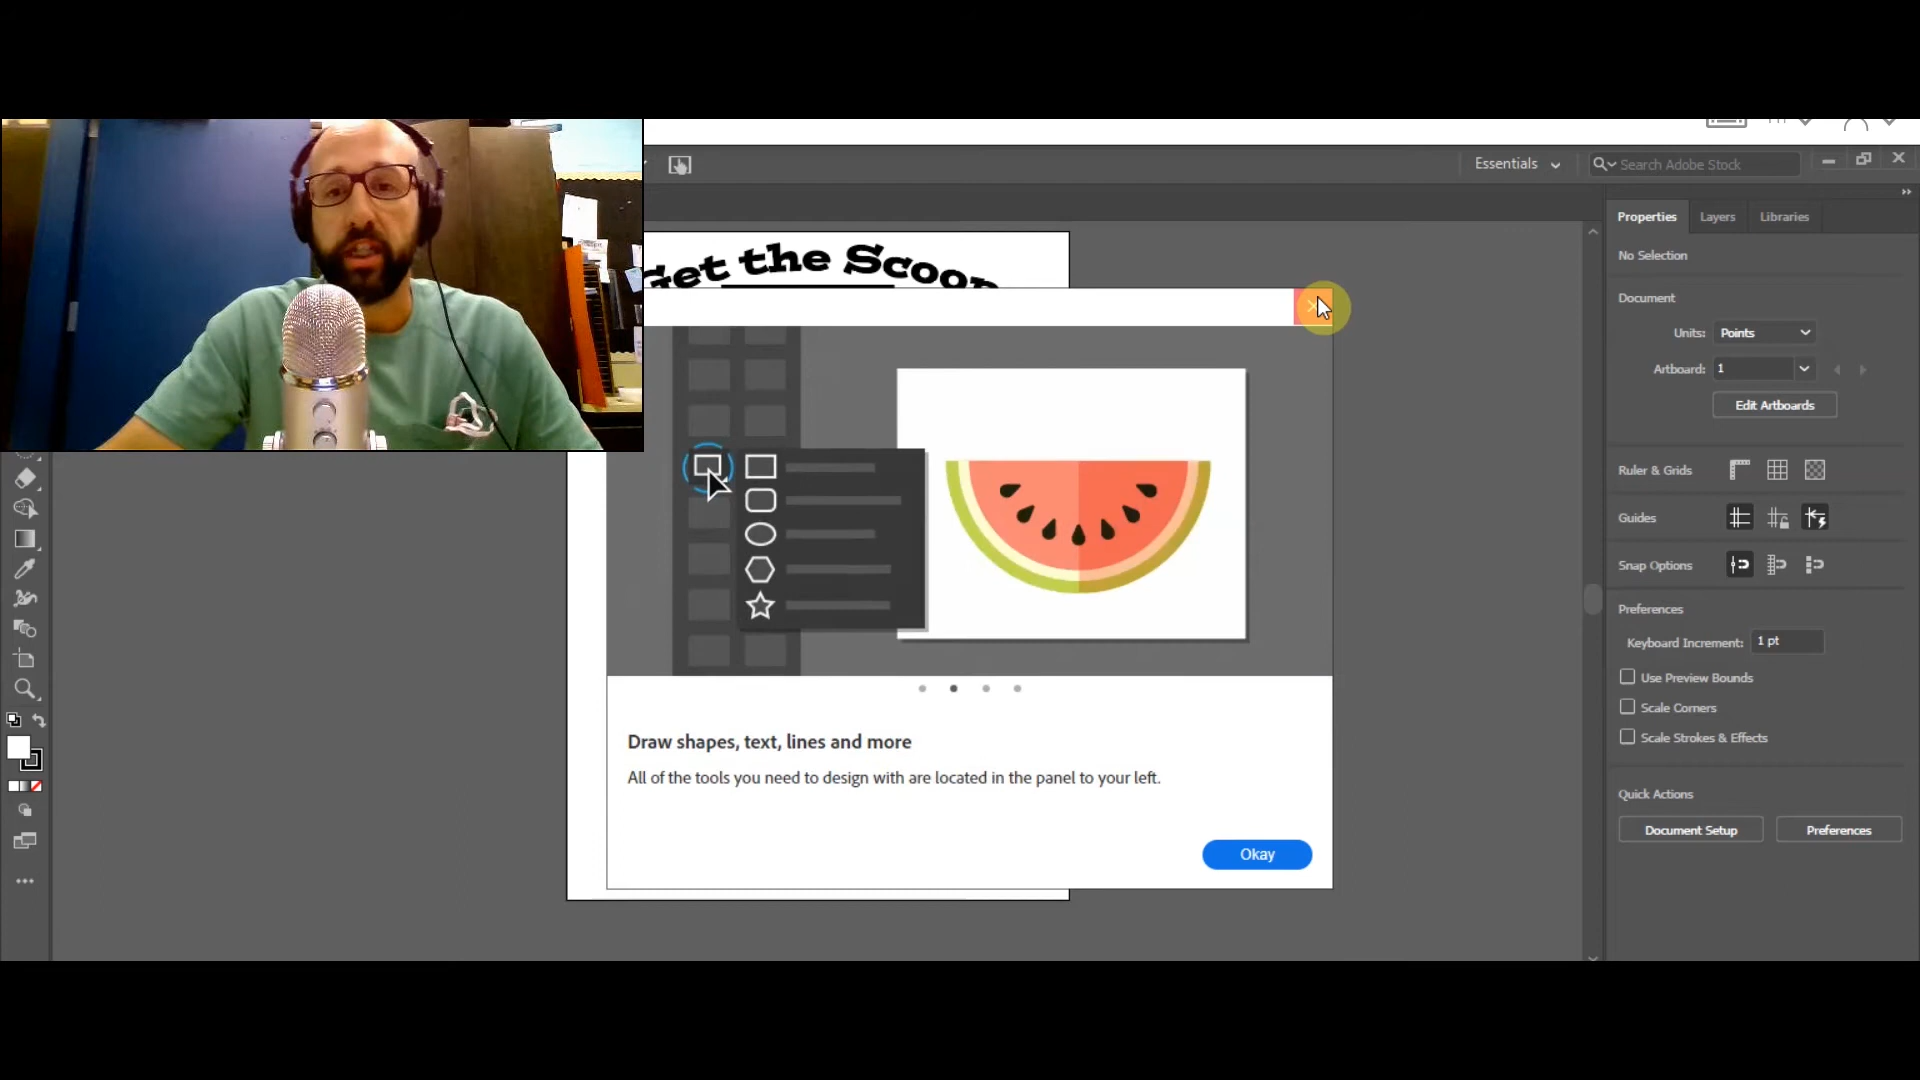 Essentials
Search Adobe Stock
Properties
Layers
Libraries
No Selection
Get the Scoop
Document
Units:
Points
Artboard:
1
Edit Artboards
Ruler & Grids
Guides
Snap Options
Preferences
Keyboard Increment:
1 pt
Use Preview Bounds
Scale Corners
Scale Strokes & Effects
Quick Actions
Document Setup
Preferences
Draw shapes, text, lines and more
All of the tools you need to design with are located in the panel to your left.
Okay